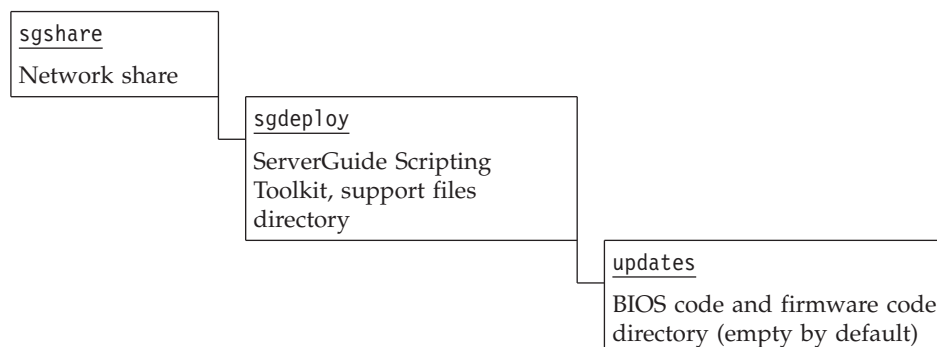 sgshare
Network share
sgdeploy
ServerGuide Scripting
Toolkit, support files
directory
updates
BIOS code and firmware code
directory (empty by default)